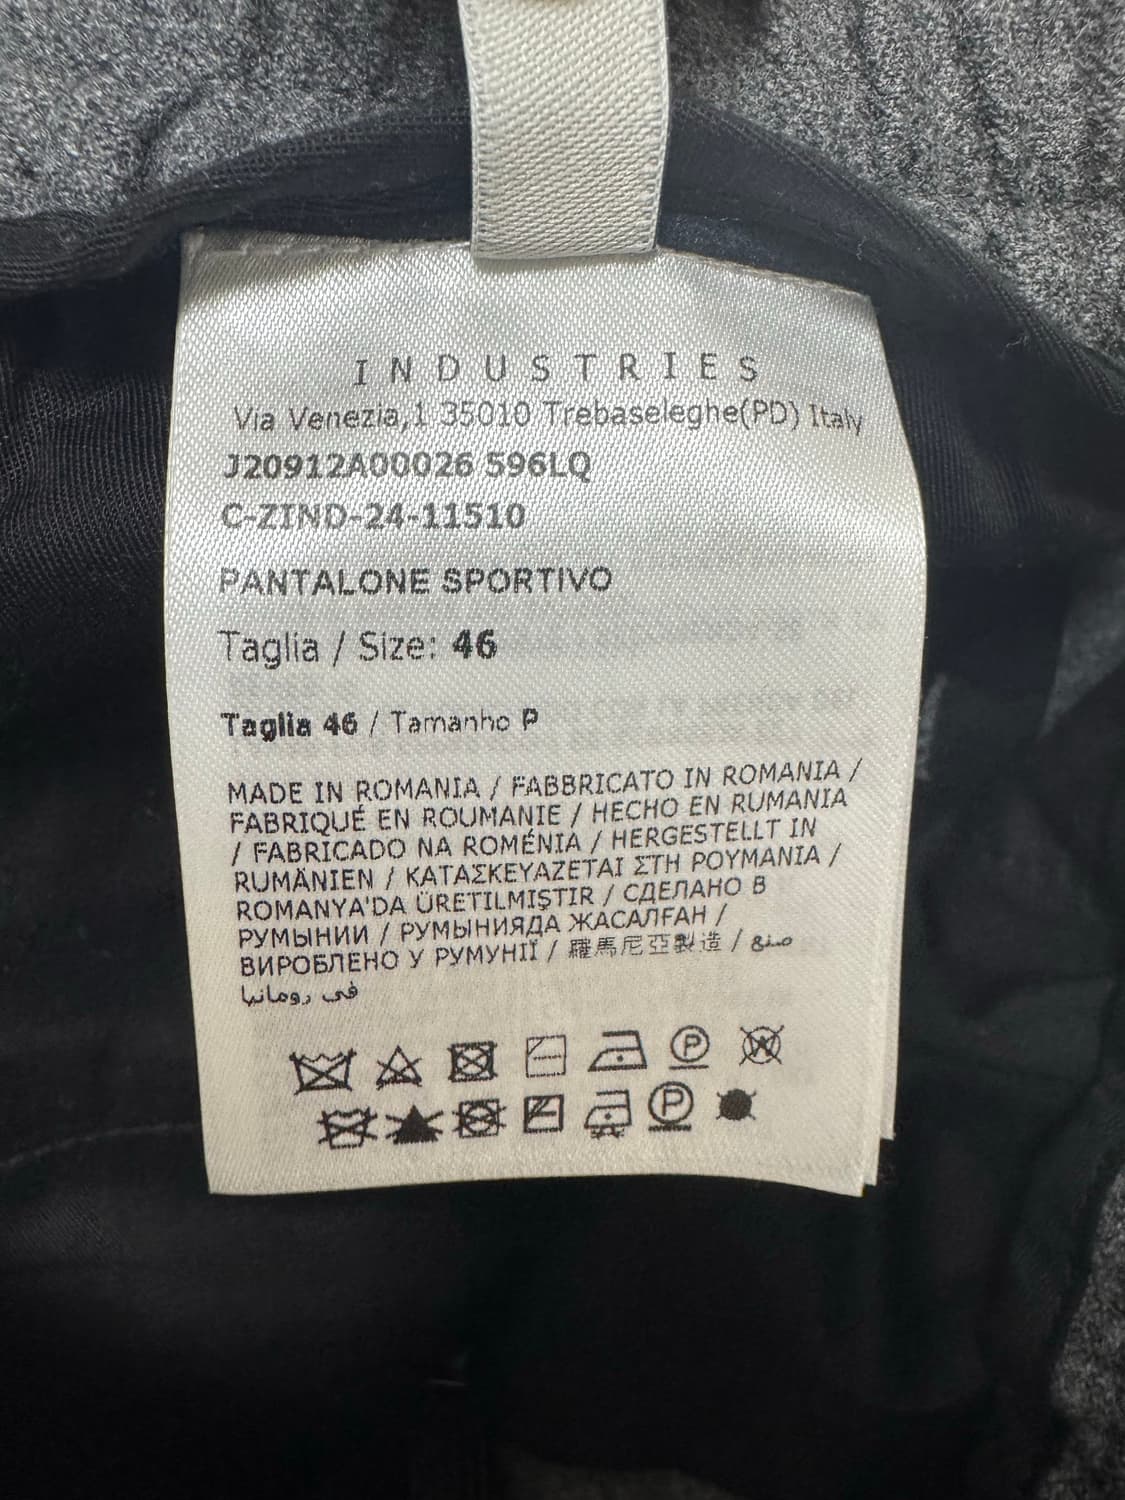 INDUSTRIES
Via Venezia,1 35010 Trebaseleghe(PD) Italy
J20912A00026 596LQ
C-ZIND-24-11510
PANTALONE SPORTIVO
Taglia / Size: 46
Taglia 46 / Tamanho P
MADE IN ROMANIA / FABBRICATO IN ROMANIA /
FABRIQUÉ EN ROUMANIE / HECHO EN RUMANIA
/ FABRICADO NA ROMÉNIA / HERGESTELLT IN
RUMÄNIEN / ΚΑΤΑΣΚΕΥΑΖΕΤΑΙ ΣΤΗ ΡΟΥΜΑΝΙΑ /
ROMANYA'DA ÜRETILMIŞTIR / СДЕЛАНО В
РУМЫНИИ / РУМЫНИЯДА ЖАСАЛҒАН /
ВИРОБЛЕНО У РУМУНІЇ / 羅馬尼亞製造 / صنع
في رومانيا
P W
P